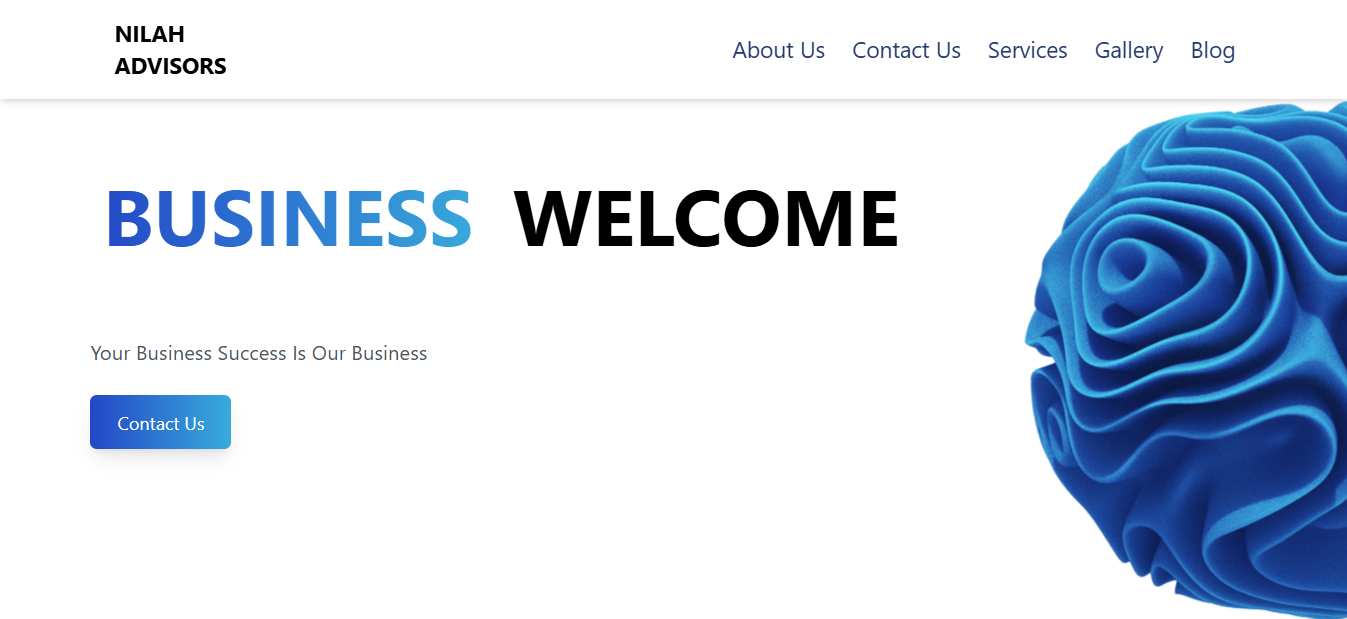 NILAH
ADVISORS
About Us Contact Us Services Gallery Blog
BUSINESS WELCOME
Your Business Success Is Our Business
Contact Us